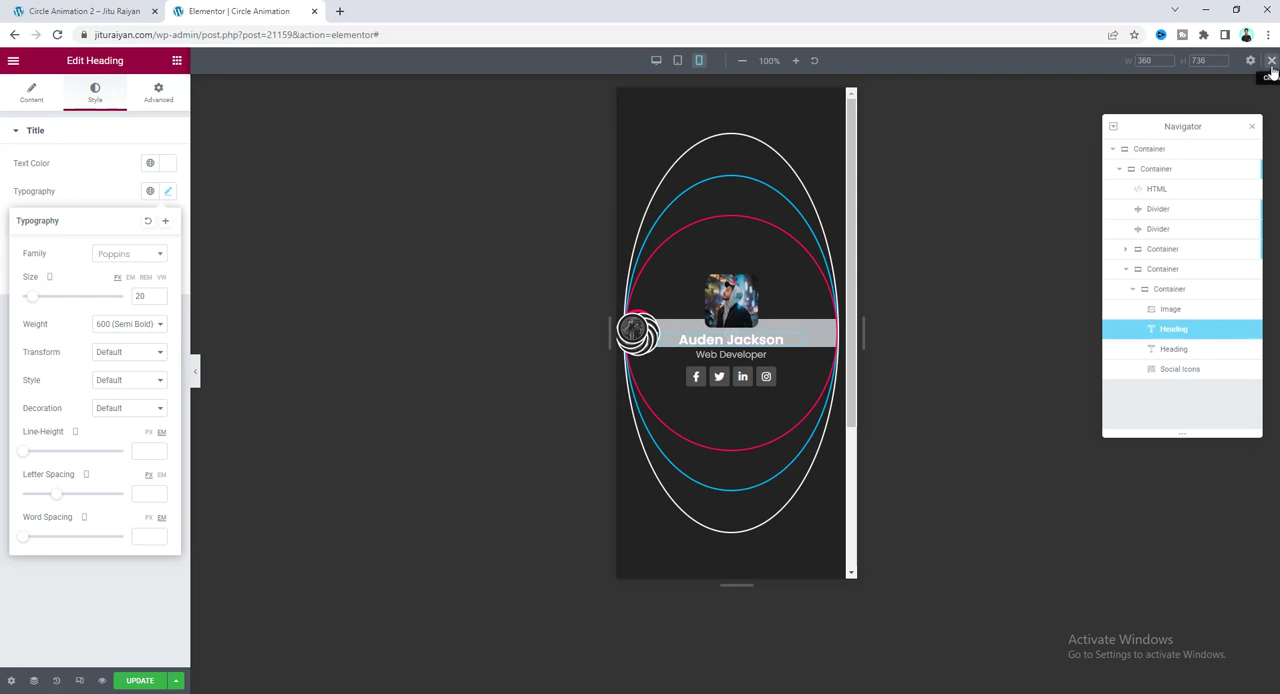 Circle Animation 2 – Jitu Raiyan
Elementor | Circle Animation
jituraiyan.com/wp-admin/post.php?post=21159&action=elementor#
Edit Heading
100%
W 360
H 736
Content
Style
Advanced
Title
Text Color
Typography
Typography
Family
Poppins
Size
PX EM REM VW
20
Weight
600 (Semi Bold)
Transform
Default
Style
Default
Decoration
Default
Line-Height
PX EM
Letter Spacing
PX EM
Word Spacing
PX EM
Auden Jackson
Web Developer
Navigator
Container
Container
HTML
Divider
Divider
Container
Container
Container
Image
Heading
Heading
Social Icons
Activate Windows
Go to Settings to activate Windows.
UPDATE